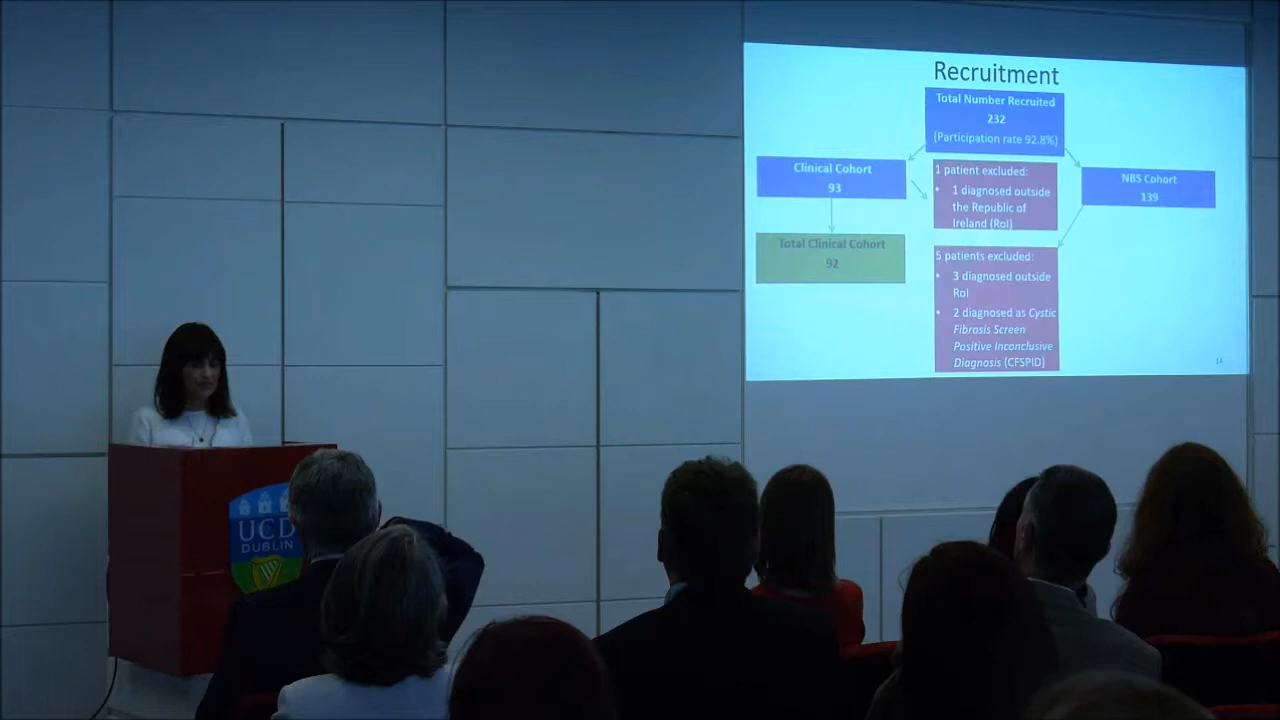 Recruitment
Total Number Recruited
232
(Participation rate 92.8%)
Clinical Cohort
93
1 patient excluded:
• 1 diagnosed outside
the Republic of
Ireland (RoI)
NBS Cohort
139
Total Clinical Cohort
92
5 patients excluded:
• 3 diagnosed outside
RoI
• 2 diagnosed as Cystic
Fibrosis Screen
Positive Inconclusive
Diagnosis (CFSPID)
14
UCD
DUBLIN